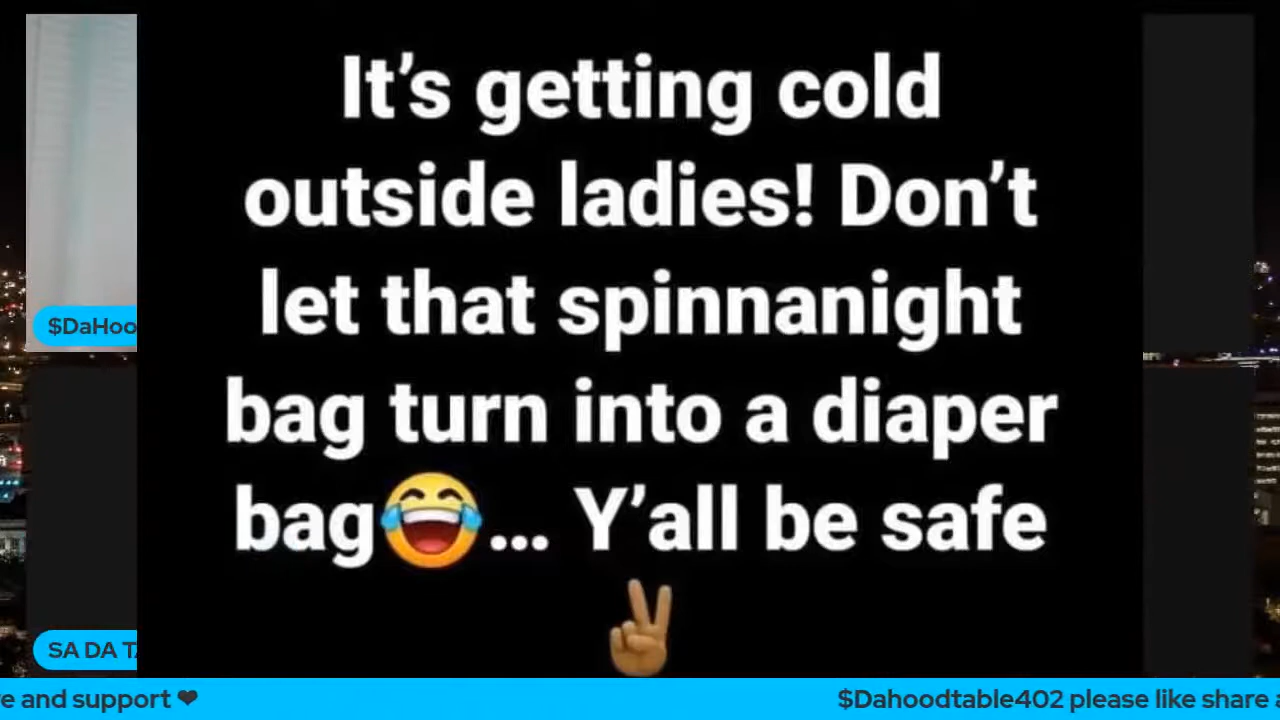 It’s getting cold
outside ladies! Don’t
let that spinnanight
bag turn into a diaper
bag😂... Y’all be safe
✌🏽
$DaHoo
SA DA
e and support ❤
$Dahoodtable402 please like share